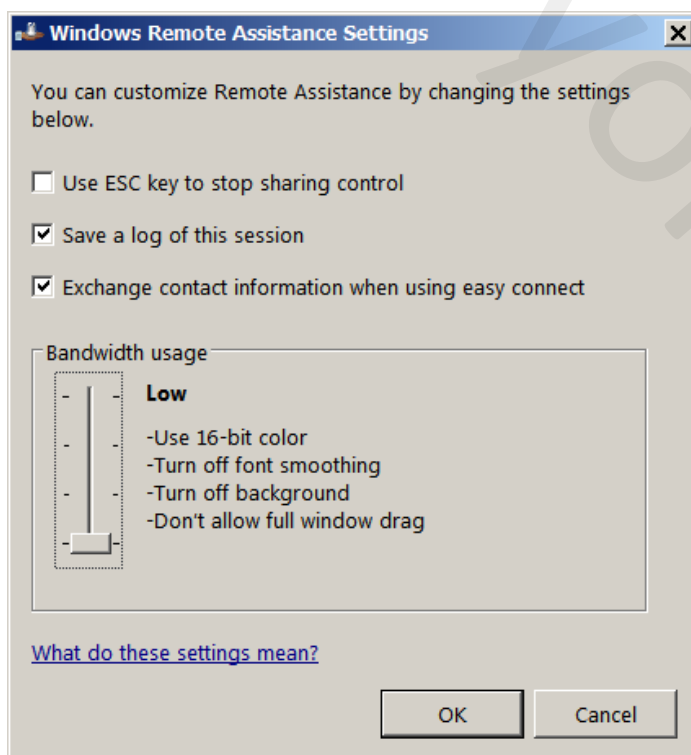 Windows Remote Assistance Settings
You can customize Remote Assistance by changing the settings
below.
Use ESC key to stop sharing control
Save a log of this session
Exchange contact information when using easy connect
Bandwidth usage
Low
-Use 16-bit color
-Turn off font smoothing
-Turn off background
-Don't allow full window drag
What do these settings mean?
OK
Cancel